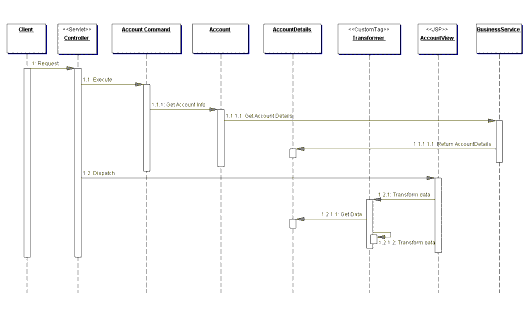 Client
<<Servlet>>
Controller
Account Command
Account
AccountDetails
<<CustomTag>>
Transformer
<<JSP>>
AccountView
BusinessService
1: Request
1.1: Execute
1.1.1: Get Account Info
1.1.1.1: Get Account Details
1.1.1.1.1: Return AccountDetails
1.2: Dispatch
1.2.1: Transform data
1.2.1.1: Get Data
1.2.1.2: Transform data